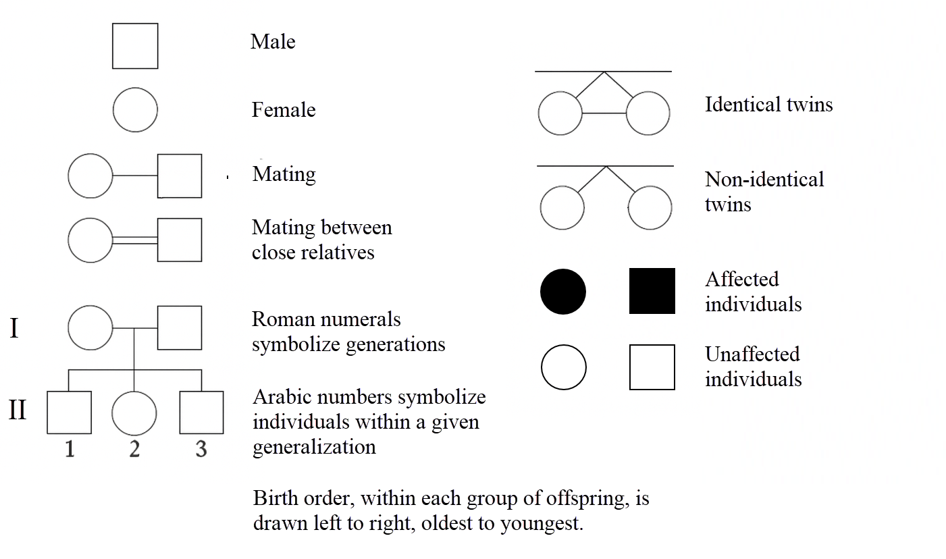 Male
Female
Mating
Mating between
close relatives
I
Roman numerals
symbolize generations
II
1 2 3
Arabic numbers symbolize
individuals within a given
generalization
Birth order, within each group of offspring, is
drawn left to right, oldest to youngest.
Identical twins
Non-identical
twins
Affected
individuals
Unaffected
individuals